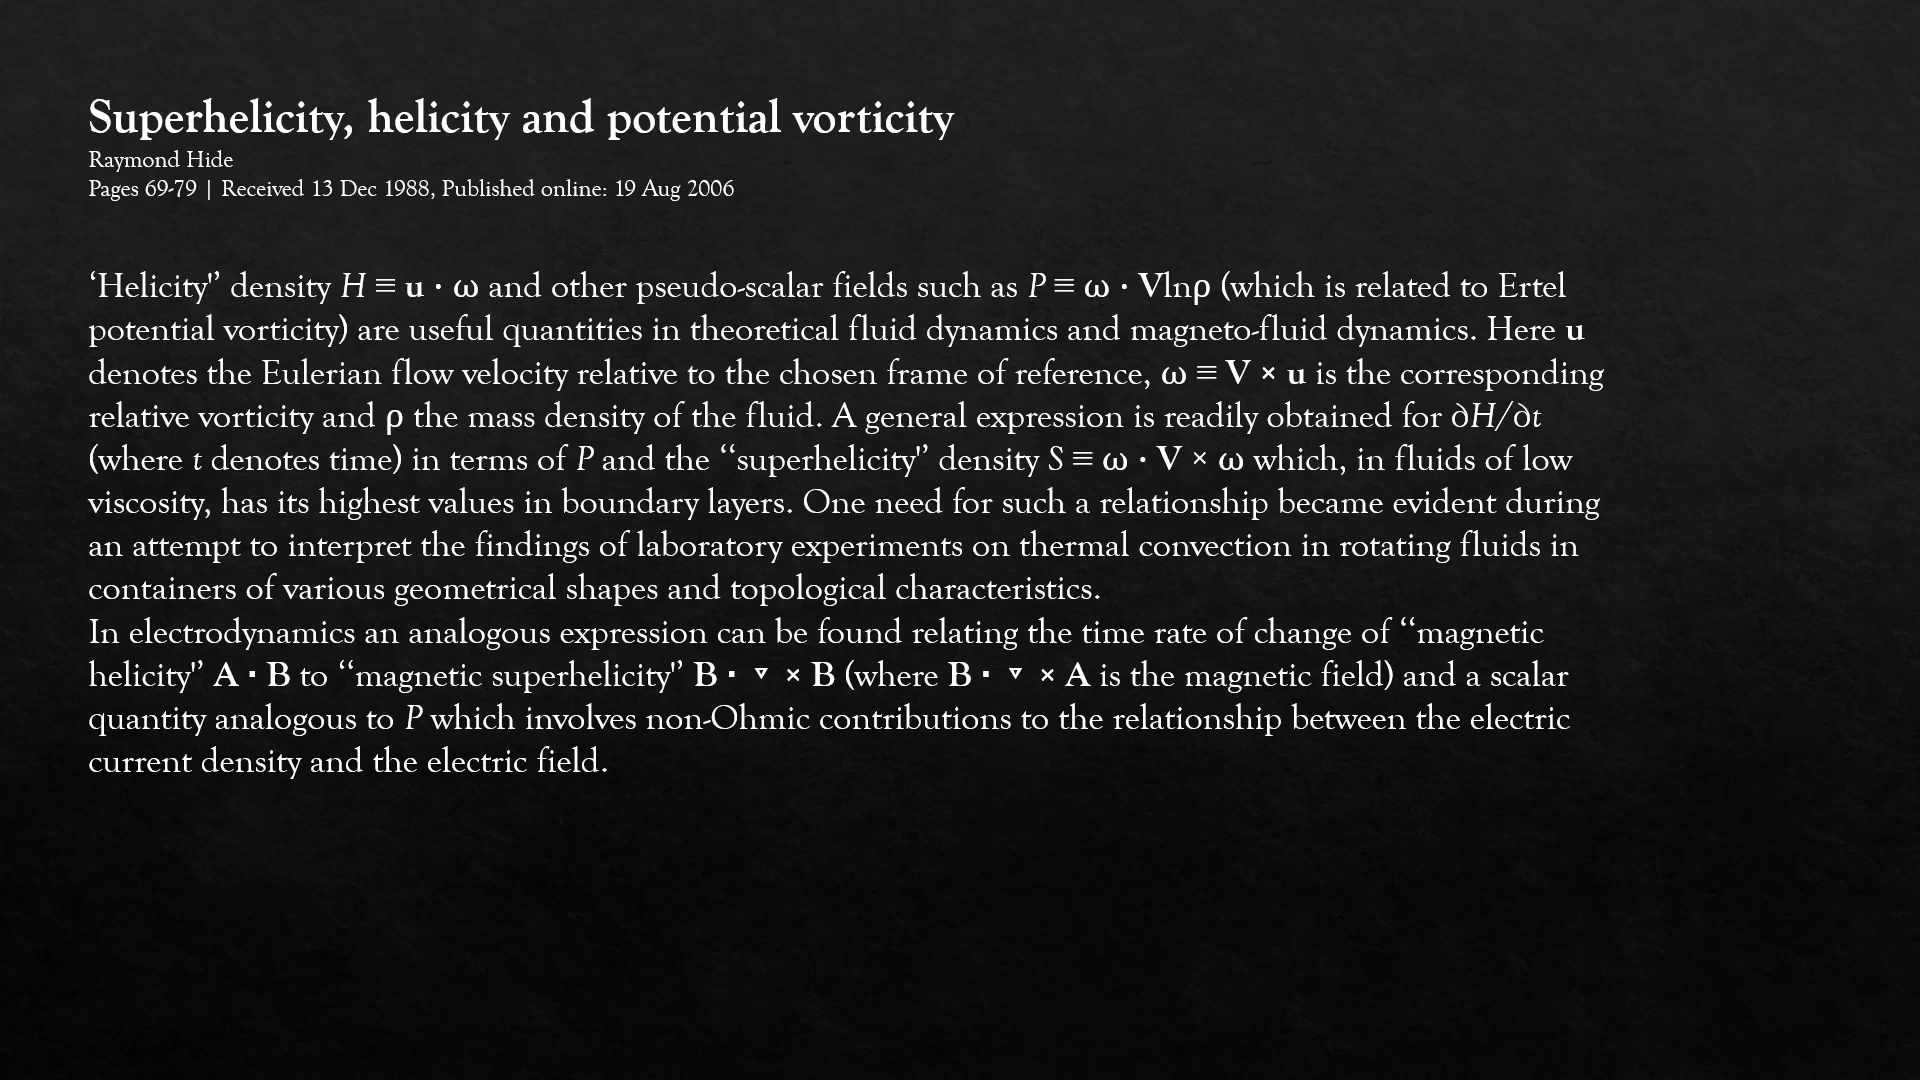 Superhelicity, helicity and potential vorticity
Raymond Hide
Pages 69-79 | Received 13 Dec 1988, Published online: 19 Aug 2006
‘Helicity"’ density H ≡ u · ω and other pseudo-scalar fields such as P ≡ ω · Vlnρ (which is related to Ertel
potential vorticity) are useful quantities in theoretical fluid dynamics and magneto-fluid dynamics. Here u
denotes the Eulerian flow velocity relative to the chosen frame of reference, ω ≡ V × u is the corresponding
relative vorticity and ρ the mass density of the fluid. A general expression is readily obtained for ∂H/∂t
(where t denotes time) in terms of P and the ‘‘superhelicity"’ density S ≡ ω · V × ω which, in fluids of low
viscosity, has its highest values in boundary layers. One need for such a relationship became evident during
an attempt to interpret the findings of laboratory experiments on thermal convection in rotating fluids in
containers of various geometrical shapes and topological characteristics.
In electrodynamics an analogous expression can be found relating the time rate of change of ‘‘magnetic
helicity"’ A · B to ‘‘magnetic superhelicity"’ B · ▿ × B (where B · ▿ × A is the magnetic field) and a scalar
quantity analogous to P which involves non-Ohmic contributions to the relationship between the electric
current density and the electric field.